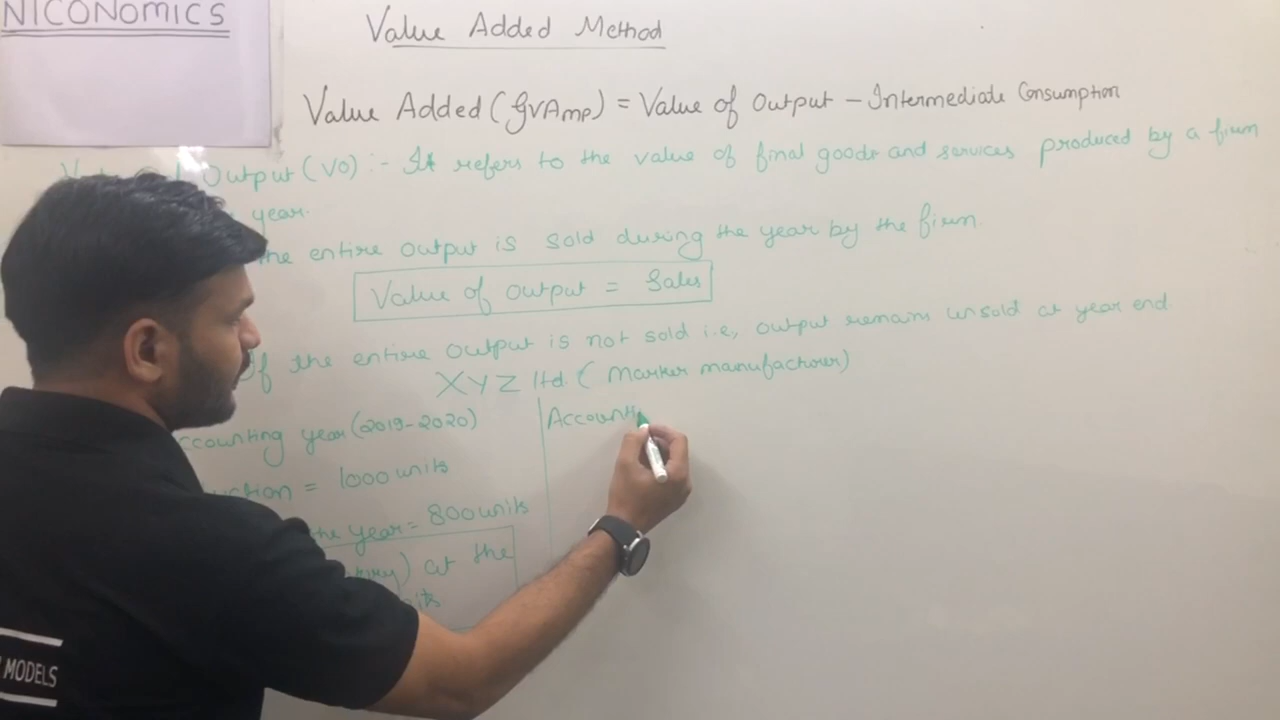 NICONOMICS
Value Added Method
Value Added (GVAMP) = Value of Output - Intermediate Consumption
Output (VO) :- It refers to the value of final goods and services produced by a firm
year.
the entire output is sold during the year by the firm.
Value of output = Sales
If the entire output is not sold i.e., output remains unsold at year end
XYZ ltd. (Marker manufacturer)
ccounting year (2019-2020)
Account
uction = 1000 units
the year = 800 units
at the
MODELS